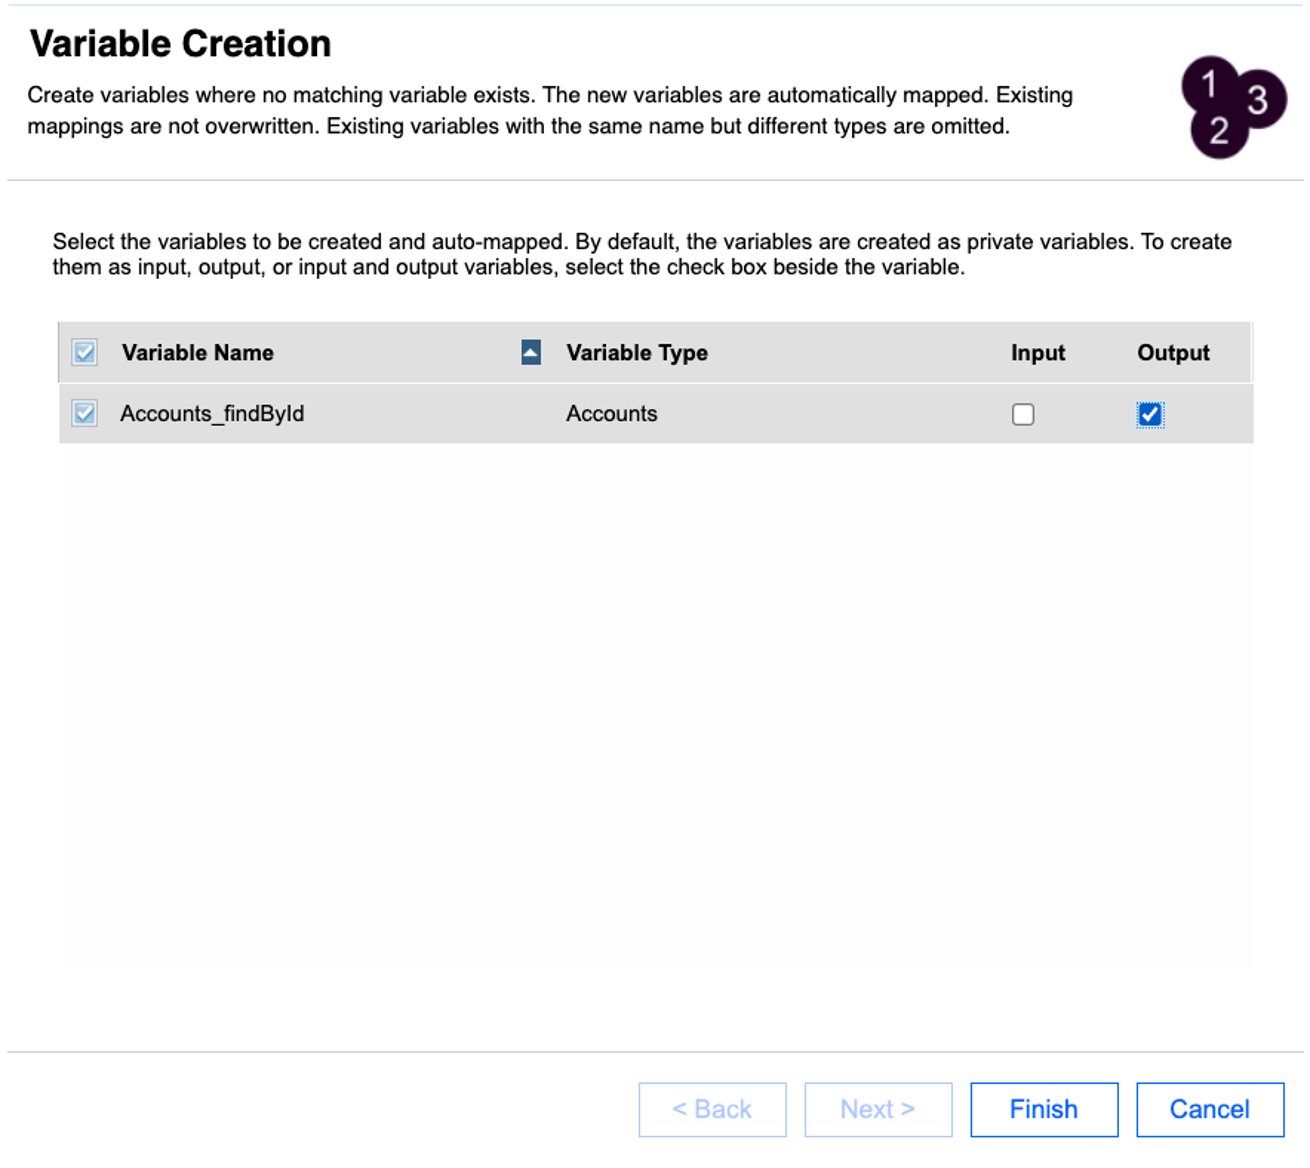 Variable Creation
Create variables where no matching variable exists. The new variables are automatically mapped. Existing
mappings are not overwritten. Existing variables with the same name but different types are omitted.
1
3
2
Select the variables to be created and auto-mapped. By default, the variables are created as private variables. To create
them as input, output, or input and output variables, select the check box beside the variable.
Variable Name Variable Type Input Output
Accounts_findById Accounts
< Back Next > Finish Cancel